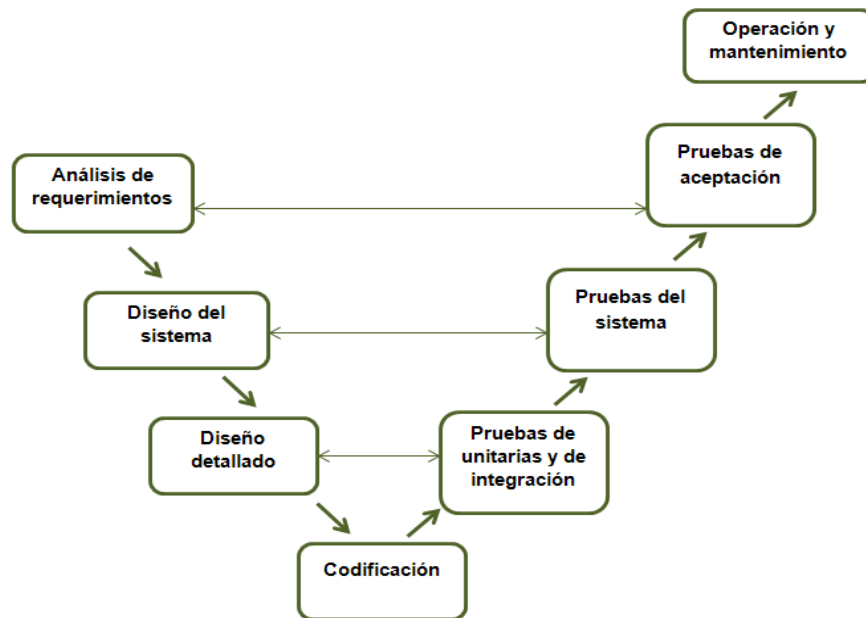 Operación y
mantenimiento
Pruebas de
aceptación
Análisis de
requerimientos
Pruebas del
sistema
Diseño del
sistema
Diseño
detallado
Pruebas de
unitarias y de
integración
Codificación